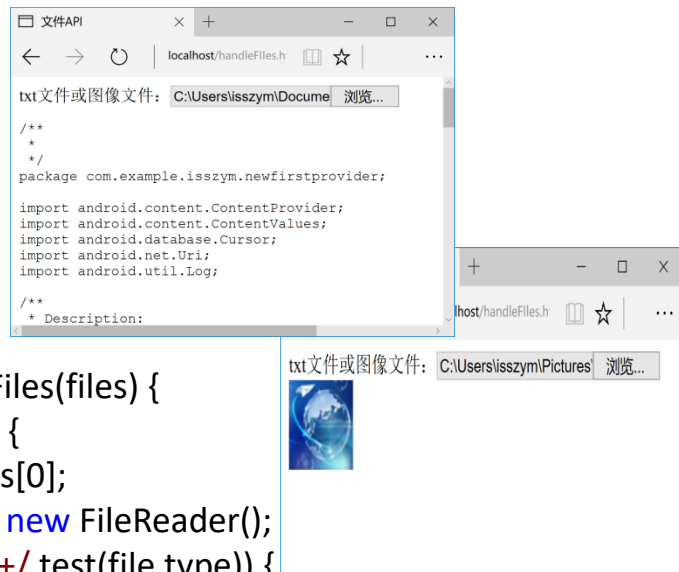 文件API
localhost/handleFIles.h
txt文件或图像文件： C:\Users\isszym\Docume 浏览...
/**
*
*/
package com.example.isszym.newfirstprovider;
import android.content.ContentProvider;
import android.content.ContentValues;
import android.database.Cursor;
import android.net.Uri;
import android.util.Log;
/**
* Description:
lhost/handleFIles.h
txt文件或图像文件： C:\Users\isszym\Pictures 浏览...
Files(files) {
{
s[0];
new FileReader();
+/.test(file.type)) {